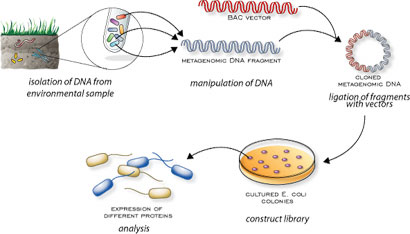 BAC VECTOR
METAGENOMIC DNA FRAGMENT
CLONED
METAGENOMIC DNA
isolation of DNA from
environmental sample
manipulation of DNA
ligation of fragments
with vectors
EXPRESSION OF
DIFFERENT PROTEINS
analysis
CULTURED E. COLI
COLONIES
construct library